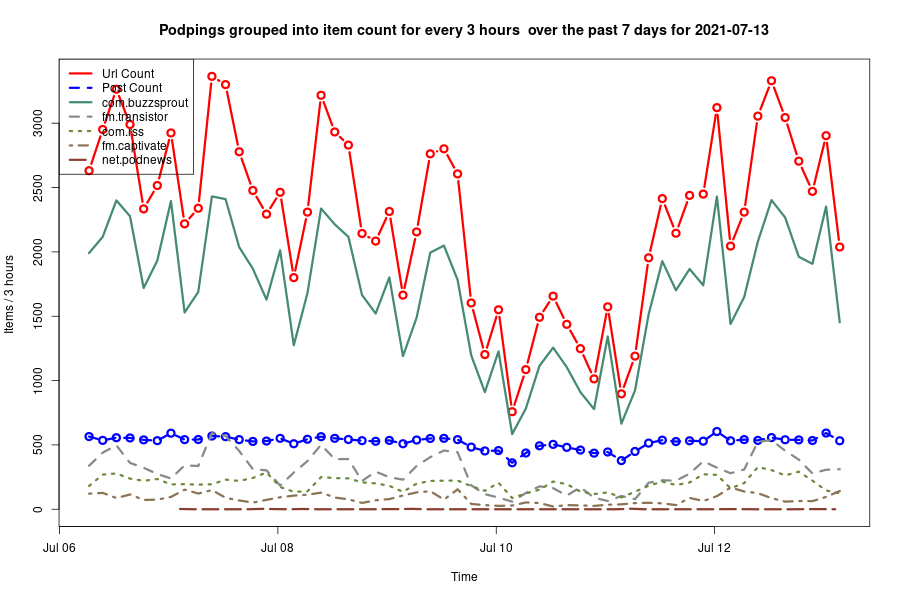 Podpings grouped into item count for every 3 hours  over the past 7 days for 2021-07-13
Url Count
Post Count
com.buzzsprout
fm.transistor
com.rss
fm.captivate
net.podnews
Items / 3 hours
3000
2500
2000
1500
1000
500
0
Jul 06
Jul 08
Jul 10
Jul 12
Time